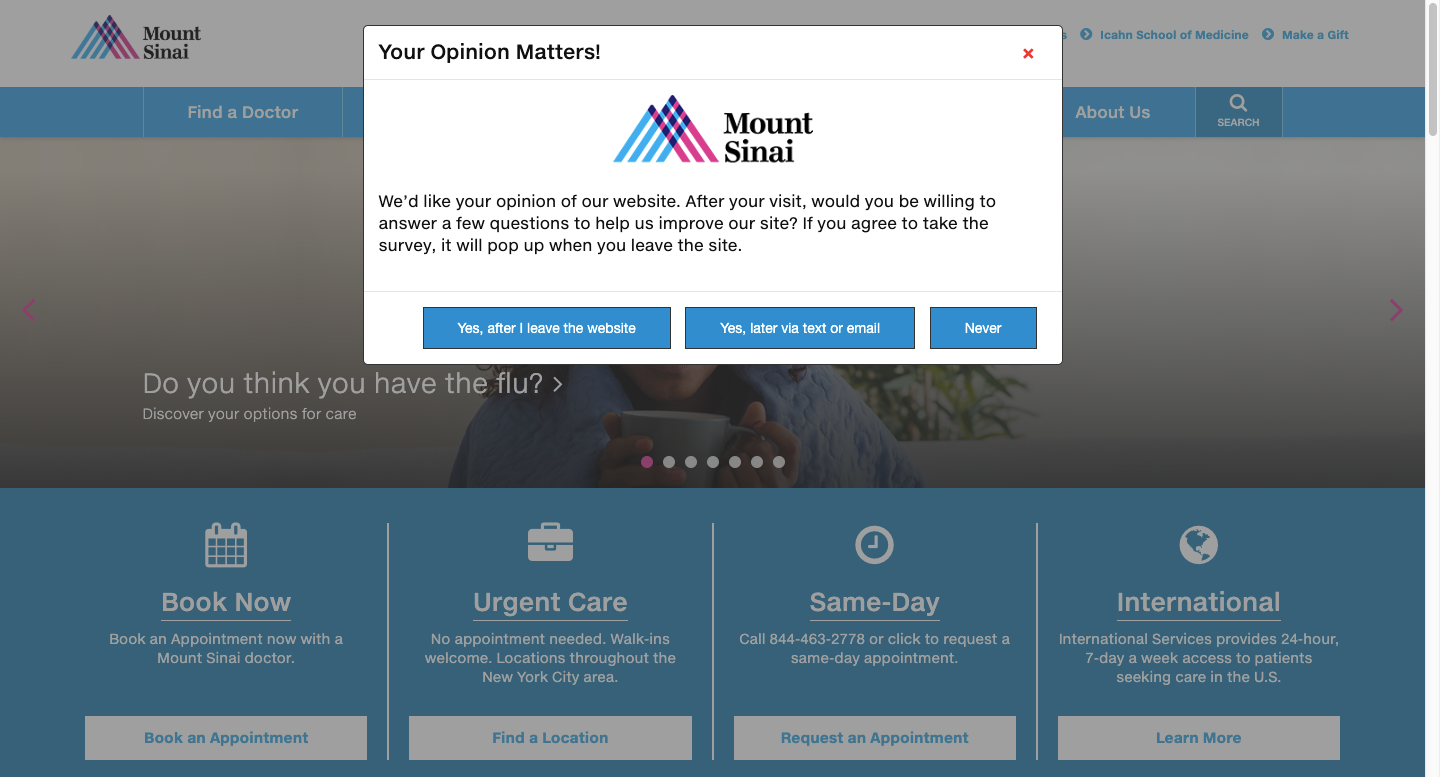 Mount
Sinai
Icahn School of Medicine
Make a Gift
Find a Doctor
About Us
SEARCH
Your Opinion Matters!
Mount
Sinai
We'd like your opinion of our website. After your visit, would you be willing to
answer a few questions to help us improve our site? If you agree to take the
survey, it will pop up when you leave the site.
Yes, after I leave the website
Yes, later via text or email
Never
Do you think you have the flu? >
Discover your options for care
Book Now
Book an Appointment now with a
Mount Sinai doctor.
Book an Appointment
Urgent Care
No appointment needed. Walk-ins
welcome. Locations throughout the
New York City area.
Find a Location
Same-Day
Call 844-463-2778 or click to request a
same-day appointment.
Request an Appointment
International
International Services provides 24-hour,
7-day a week access to patients
seeking care in the U.S.
Learn More